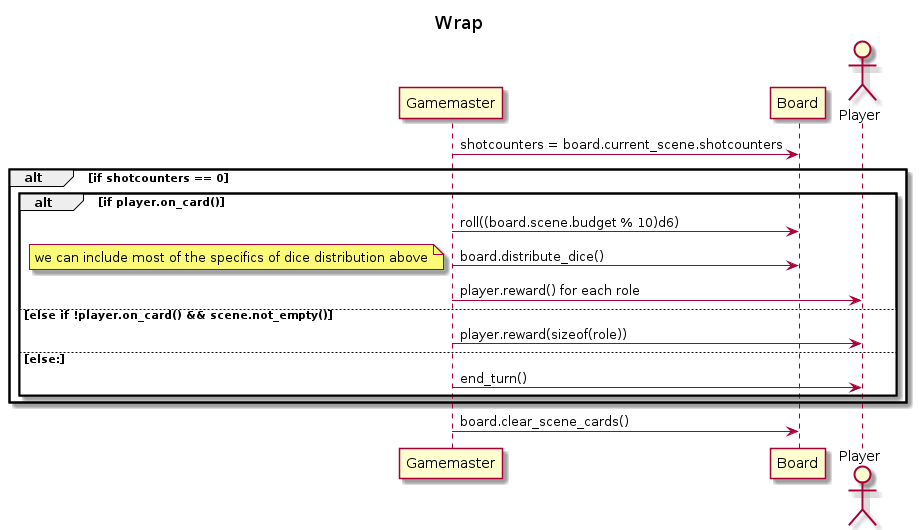 Wrap
Player
Gamemaster
Board
shotcounters = board.current_scene.shotcounters
alt
[if shotcounters == 0]
alt
[if player.on_card()]
roll((board.scene.budget % 10)d6)
we can include most of the specifics of dice distribution above
board.distribute_dice()
player.reward() for each role
[else if !player.on_card() && scene.not_empty()]
player.reward(sizeof(role))
[else:]
end_turn()
board.clear_scene_cards()
Gamemaster
Board
Player